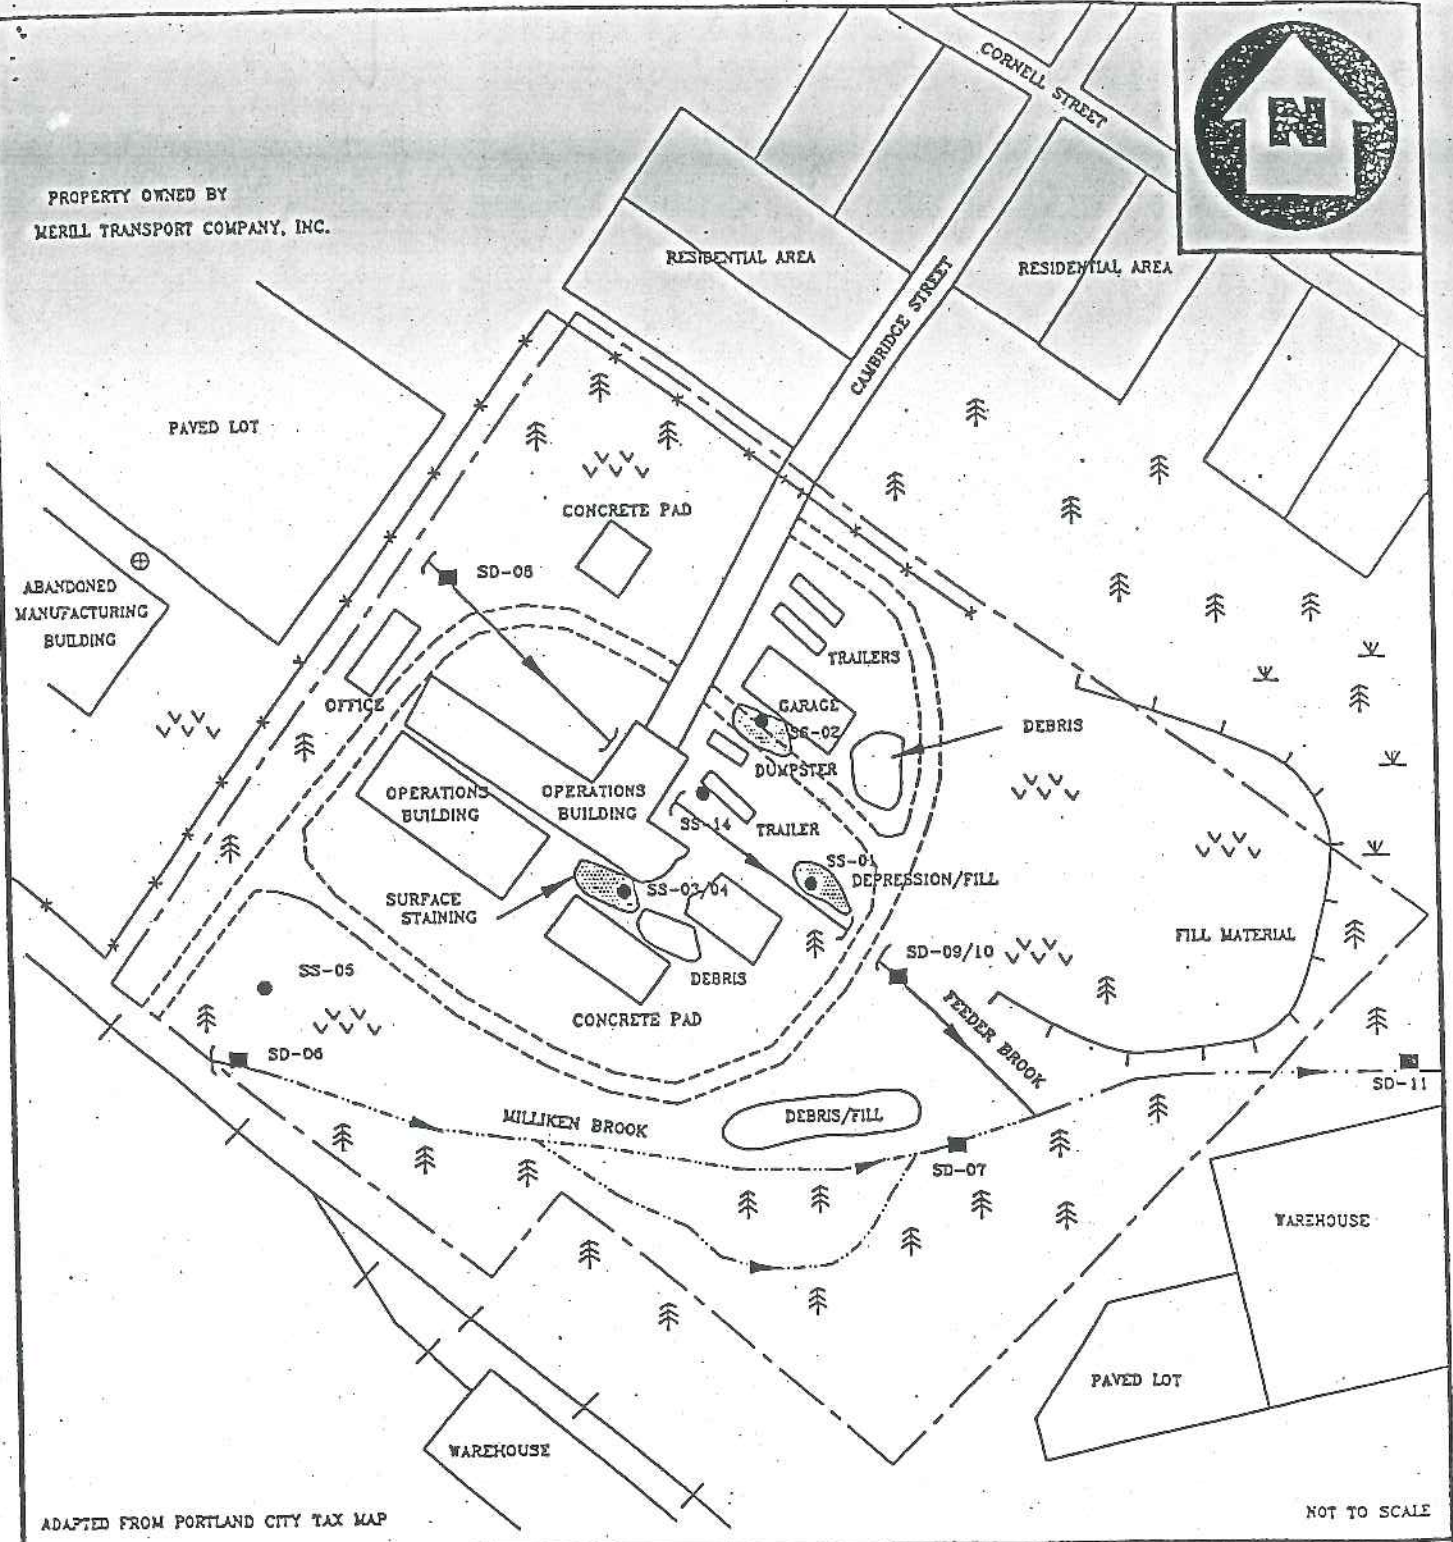 CORNELL STREET
N
PROPERTY OWNED BY
MERILL TRANSPORT COMPANY, INC.
RESIDENTIAL AREA
RESIDENTIAL AREA
CAMBRIDGE STREET
PAVED LOT
CONCRETE PAD
ABANDONED
MANUFACTURING
BUILDING
SD-08
TRAILERS
OFFICE
GARAGE
SS-02
DEBRIS
DUMPSTER
OPERATIONS
BUILDING
OPERATIONS
BUILDING
SS-14
TRAILER
SS-01
DEPRESSION/FILL
SS-03/04
SURFACE
STAINING
FILL MATERIAL
SD-09/10
SS-05
DEBRIS
CONCRETE PAD
FEEDER BROOK
SD-06
SD-11
MILLIKEN BROOK
DEBRIS/FILL
SD-07
WAREHOUSE
PAVED LOT
WAREHOUSE
ADAPTED FROM PORTLAND CITY TAX MAP
NOT TO SCALE